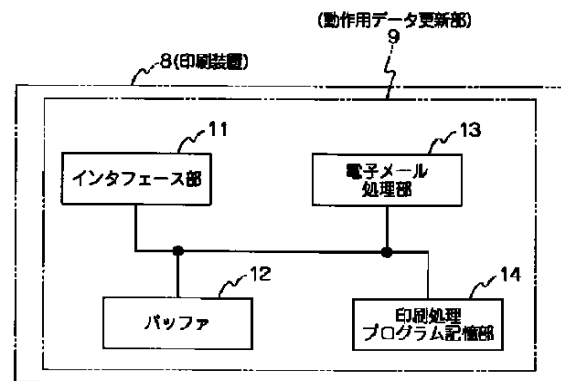 (動作用データ更新部)
9
8(印刷装置)
11
インタフェース部
13
電子メール
処理部
12
バッファ
14
印刷処理
プログラム記憶部